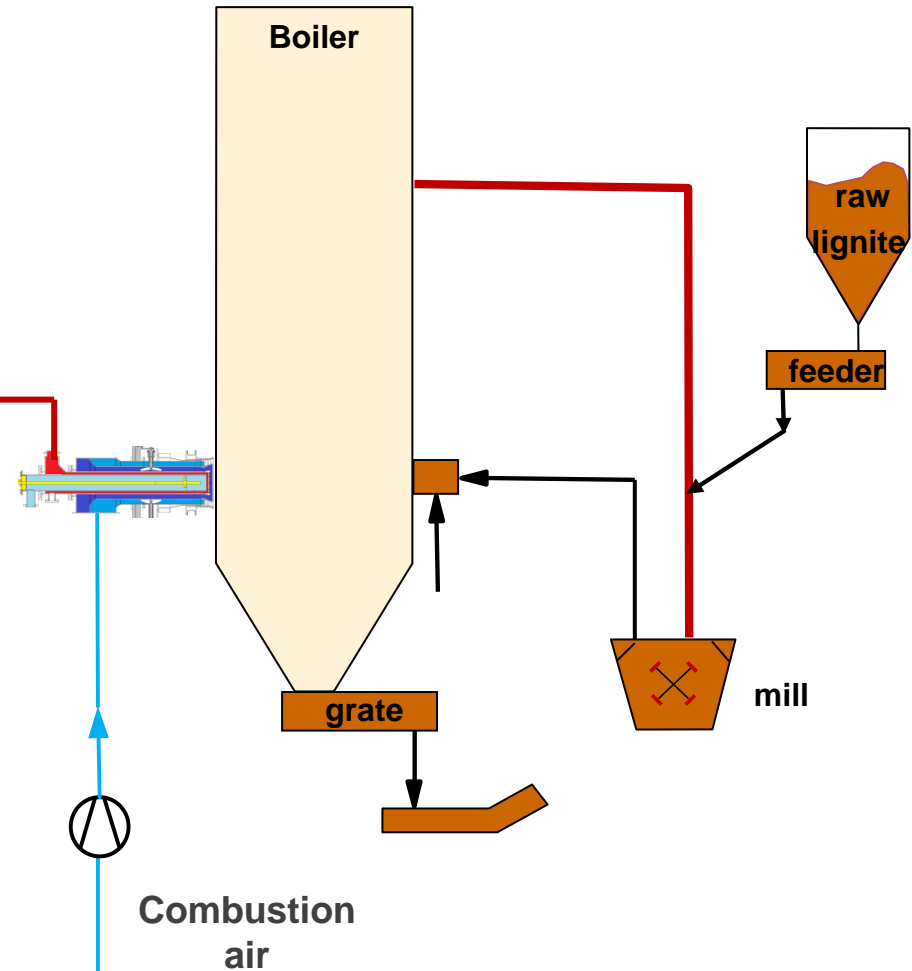 Boiler
raw
lignite
feeder
mill
grate
Combustion
air